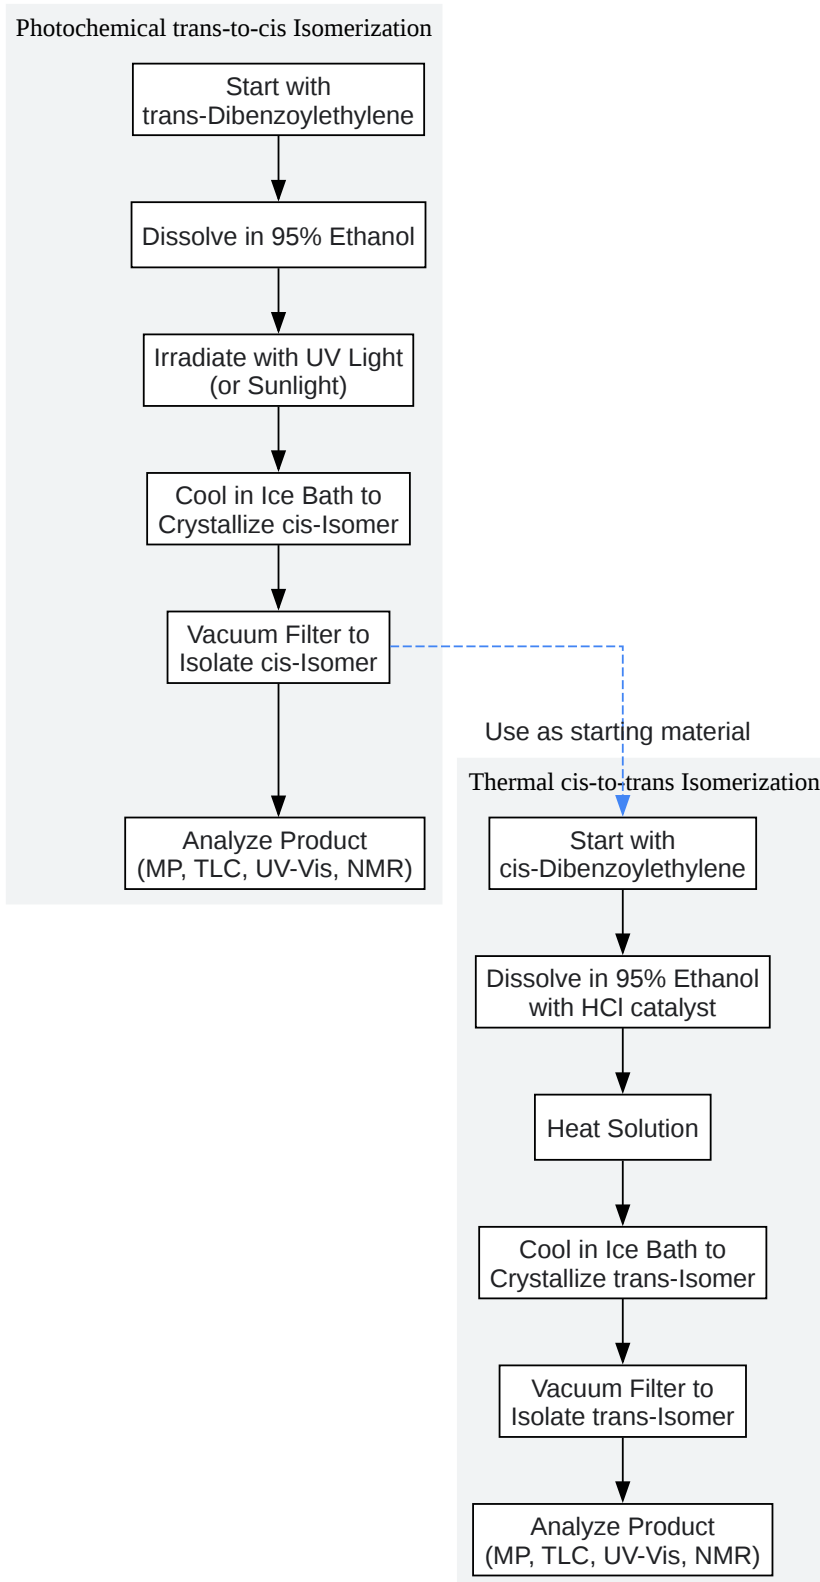 Photochemical trans-to-cis Isomerization
Start with
trans-Dibenzoylethylene
Dissolve in 95% Ethanol
Irradiate with UV Light
(or Sunlight)
Cool in Ice Bath to
Crystallize cis-Isomer
Vacuum Filter to
Isolate cis-Isomer
Analyze Product
(MP, TLC, UV-Vis, NMR)
Use as starting material
Thermal cis-to-trans Isomerization
Start with
cis-Dibenzoylethylene
Dissolve in 95% Ethanol
with HCl catalyst
Heat Solution
Cool in Ice Bath to
Crystallize trans-Isomer
Vacuum Filter to
Isolate trans-Isomer
Analyze Product
(MP, TLC, UV-Vis, NMR)